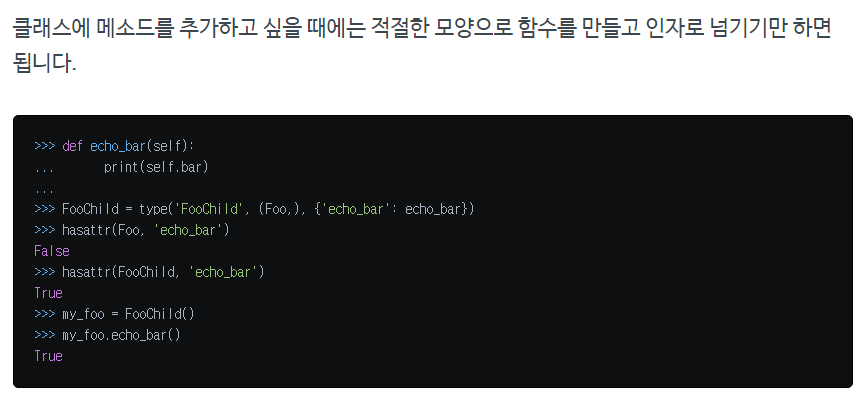 클래스에 메소드를 추가하고 싶을 때에는 적절한 모양으로 함수를 만들고 인자로 넘기기만 하면
됩니다.
>>> def echo_bar(self):
...       print(self.bar)
...
>>> FooChild = type('FooChild', (Foo,), {'echo_bar': echo_bar})
>>> hasattr(Foo, 'echo_bar')
False
>>> hasattr(FooChild, 'echo_bar')
True
>>> my_foo = FooChild()
>>> my_foo.echo_bar()
True